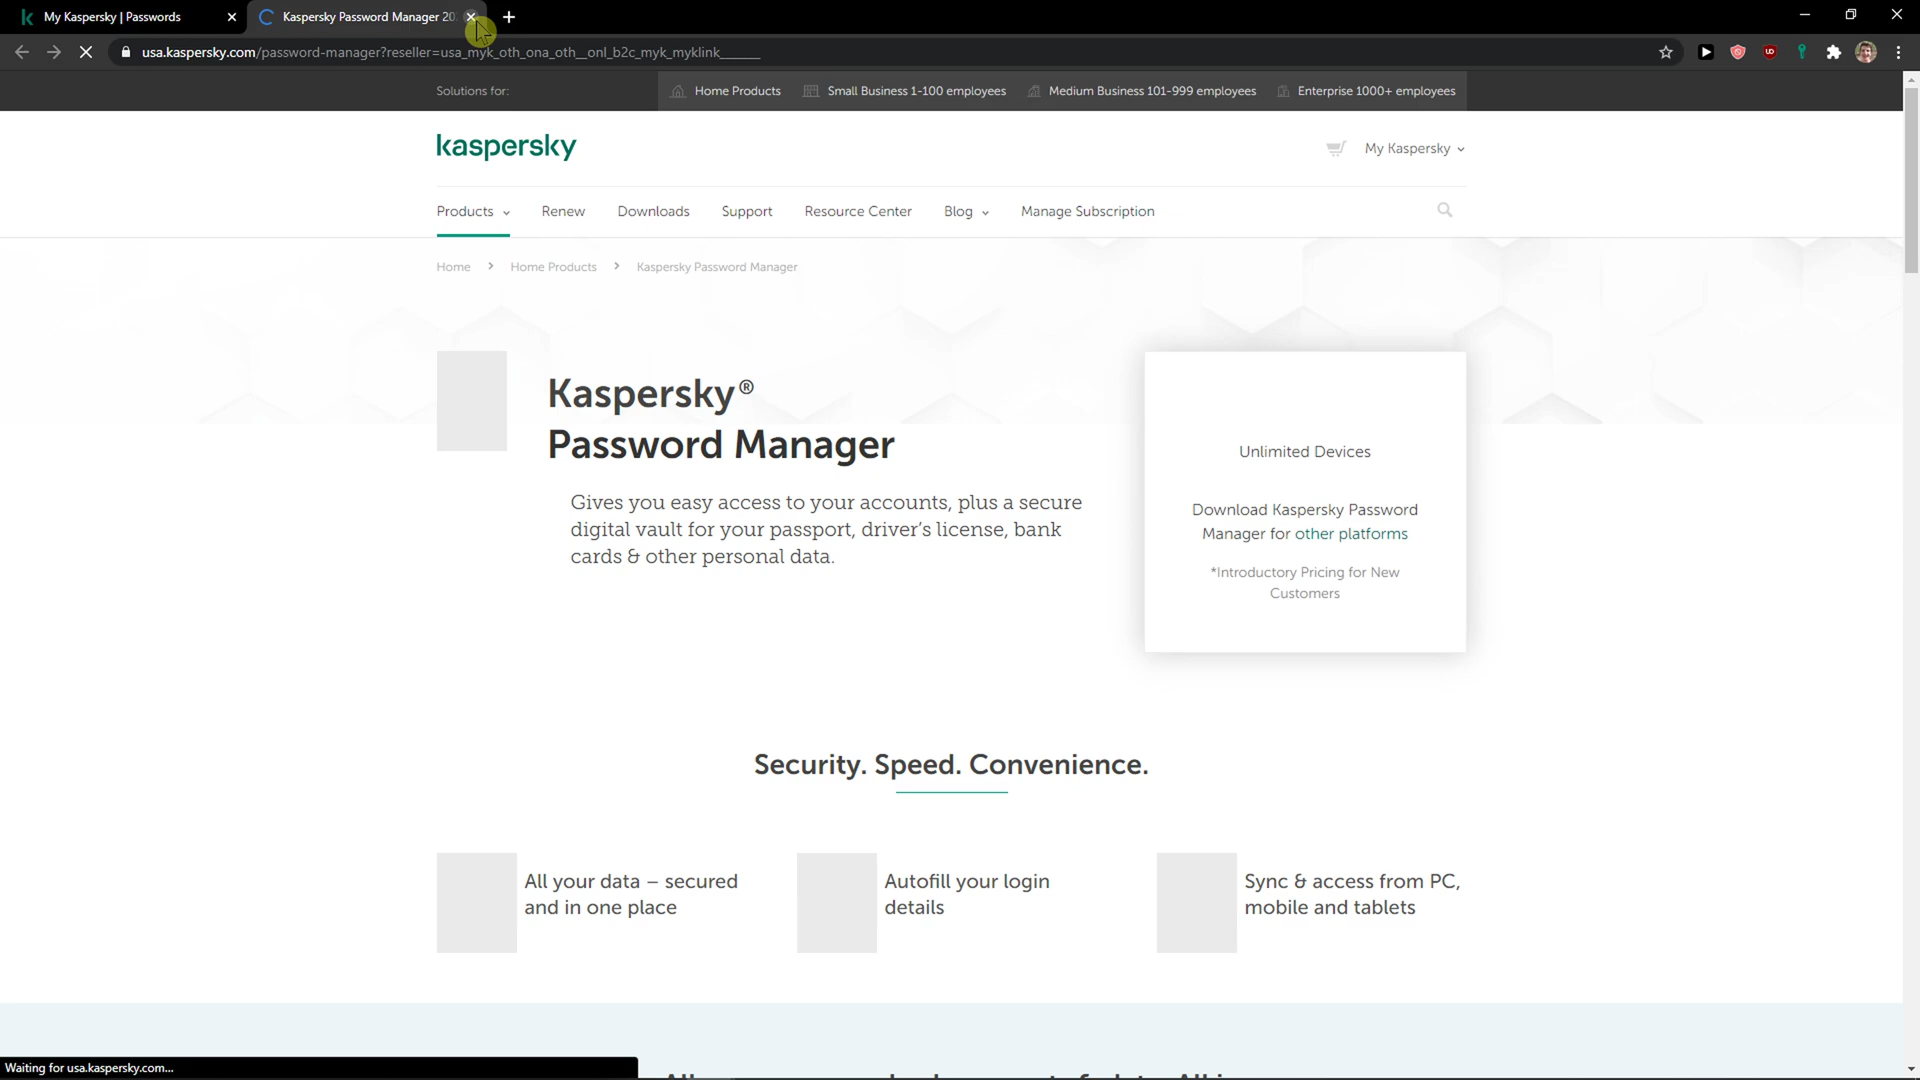 My Kaspersky | Passwords
Kaspersky Password Manager 20
usa.kaspersky.com/password-manager?reseller=usa_myk_oth_ona_oth__onl_b2c_myk_myklink______
Solutions for:
Home Products
Small Business 1-100 employees
Medium Business 101-999 employees
Enterprise 1000+ employees
kaspersky
My Kaspersky
Products
Renew
Downloads
Support
Resource Center
Blog
Manage Subscription
Home
Home Products
Kaspersky Password Manager
Kaspersky®
Password Manager
Gives you easy access to your accounts, plus a secure
digital vault for your passport, driver's license, bank
cards & other personal data.
Unlimited Devices
Download Kaspersky Password
Manager for other platforms
*Introductory Pricing for New
Customers
Security. Speed. Convenience.
All your data – secured
and in one place
Autofill your login
details
Sync & access from PC,
mobile and tablets
Waiting for usa.kaspersky.com...